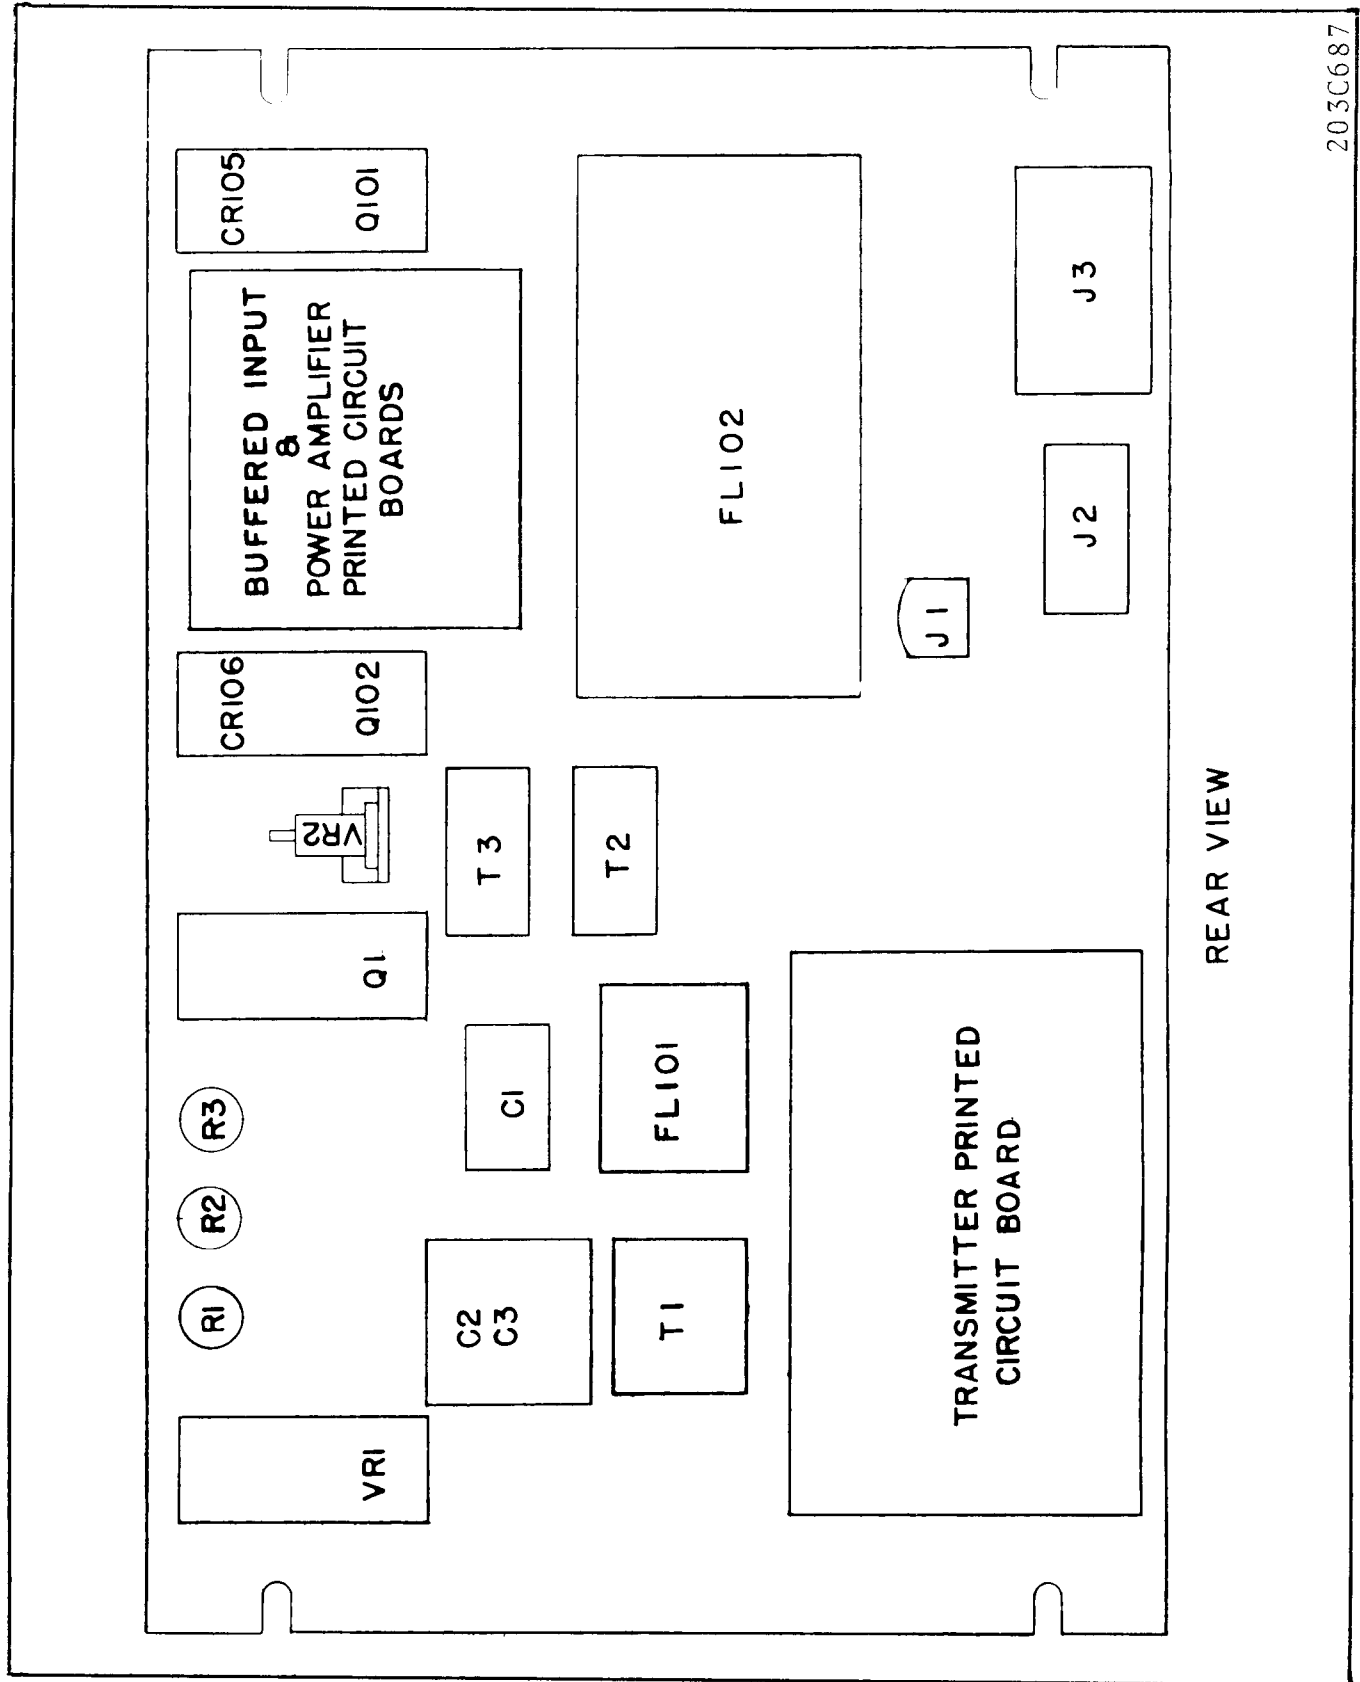 VR1
R1
R2
R3
Q1
VR2
CR106
Q102
BUFFERED INPUT
&
POWER AMPLIFIER
PRINTED CIRCUIT
BOARDS
CR105
Q101
C2
C3
C1
T3
T1
FL101
T2
FL102
TRANSMITTER PRINTED
CIRCUIT BOARD
J1
J2
J3
REAR VIEW
203C687